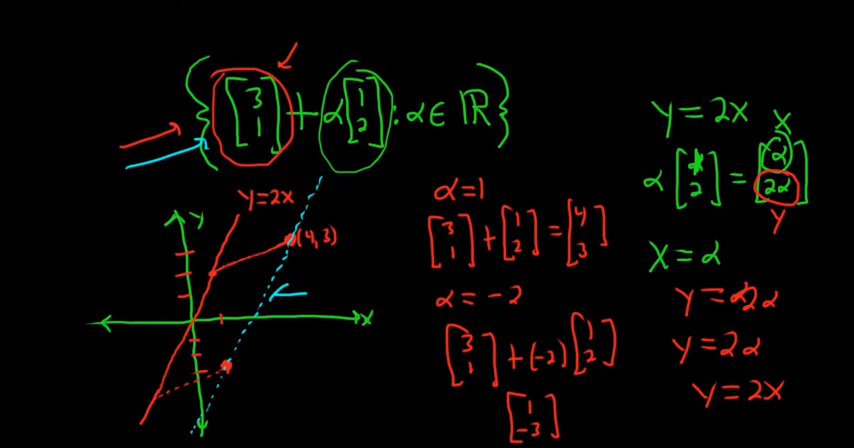 {[3 1] + α[1 2] : α ∈ ℝ}
Y
y=2x
(4,3)
X
α=1
[3 1] + [1 2] = [4 3]
α = -2
[3 1] + (-2)[1 2]
[1 -3]
Y = 2X
X
α[1 2] = [α 2α]
Y
X = α
Y = 2α
Y = 2α
Y = 2X